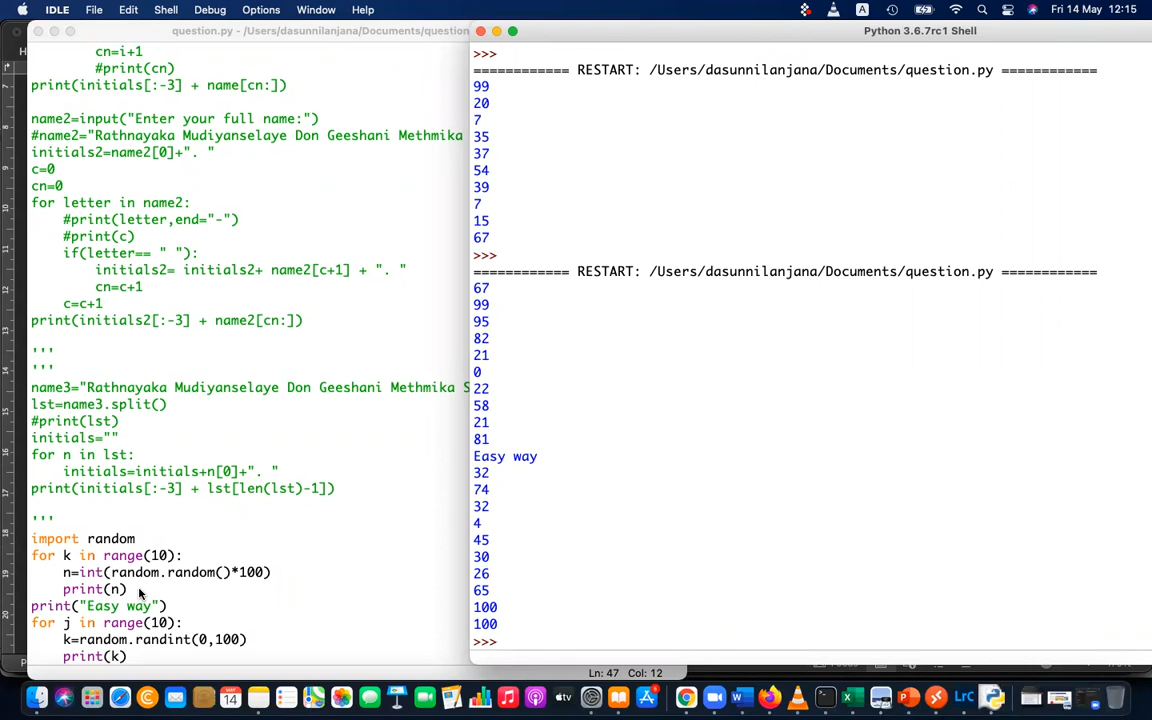 IDLE File Edit Shell Debug Options Window Help
A
Fri 14 May 12:15
question.py - /Users/dasunnilanjana/Documents/question
cn=i+1
#print(cn)
print(initials[:-3] + name[cn:])
name2=input("Enter your full name:")
#name2="Rathnayaka Mudiyanselaye Don Geeshani Methmika
initials2=name2[0]+". "
c=0
cn=0
for letter in name2:
#print(letter,end="-")
#print(c)
if(letter== " "):
initials2= initials2+ name2[c+1] + ". "
cn=c+1
c=c+1
print(initials2[:-3] + name2[cn:])
'''
'''
name3="Rathnayaka Mudiyanselaye Don Geeshani Methmika S
lst=name3.split()
#print(lst)
initials=""
for n in lst:
initials=initials+n[0]+". "
print(initials[:-3] + lst[len(lst)-1])
'''
import random
for k in range(10):
n=int(random.random()*100)
print(n)
print("Easy way")
for j in range(10):
k=random.randint(0,100)
print(k)
Ln: 47 Col: 12
Python 3.6.7rc1 Shell
>>>
============ RESTART: /Users/dasunnilanjana/Documents/question.py ============
99
20
7
35
37
54
39
7
15
67
>>>
============ RESTART: /Users/dasunnilanjana/Documents/question.py ============
67
99
95
82
21
0
22
58
21
81
Easy way
32
74
32
4
45
30
26
65
100
100
>>>
MAY
14
tv
LrC